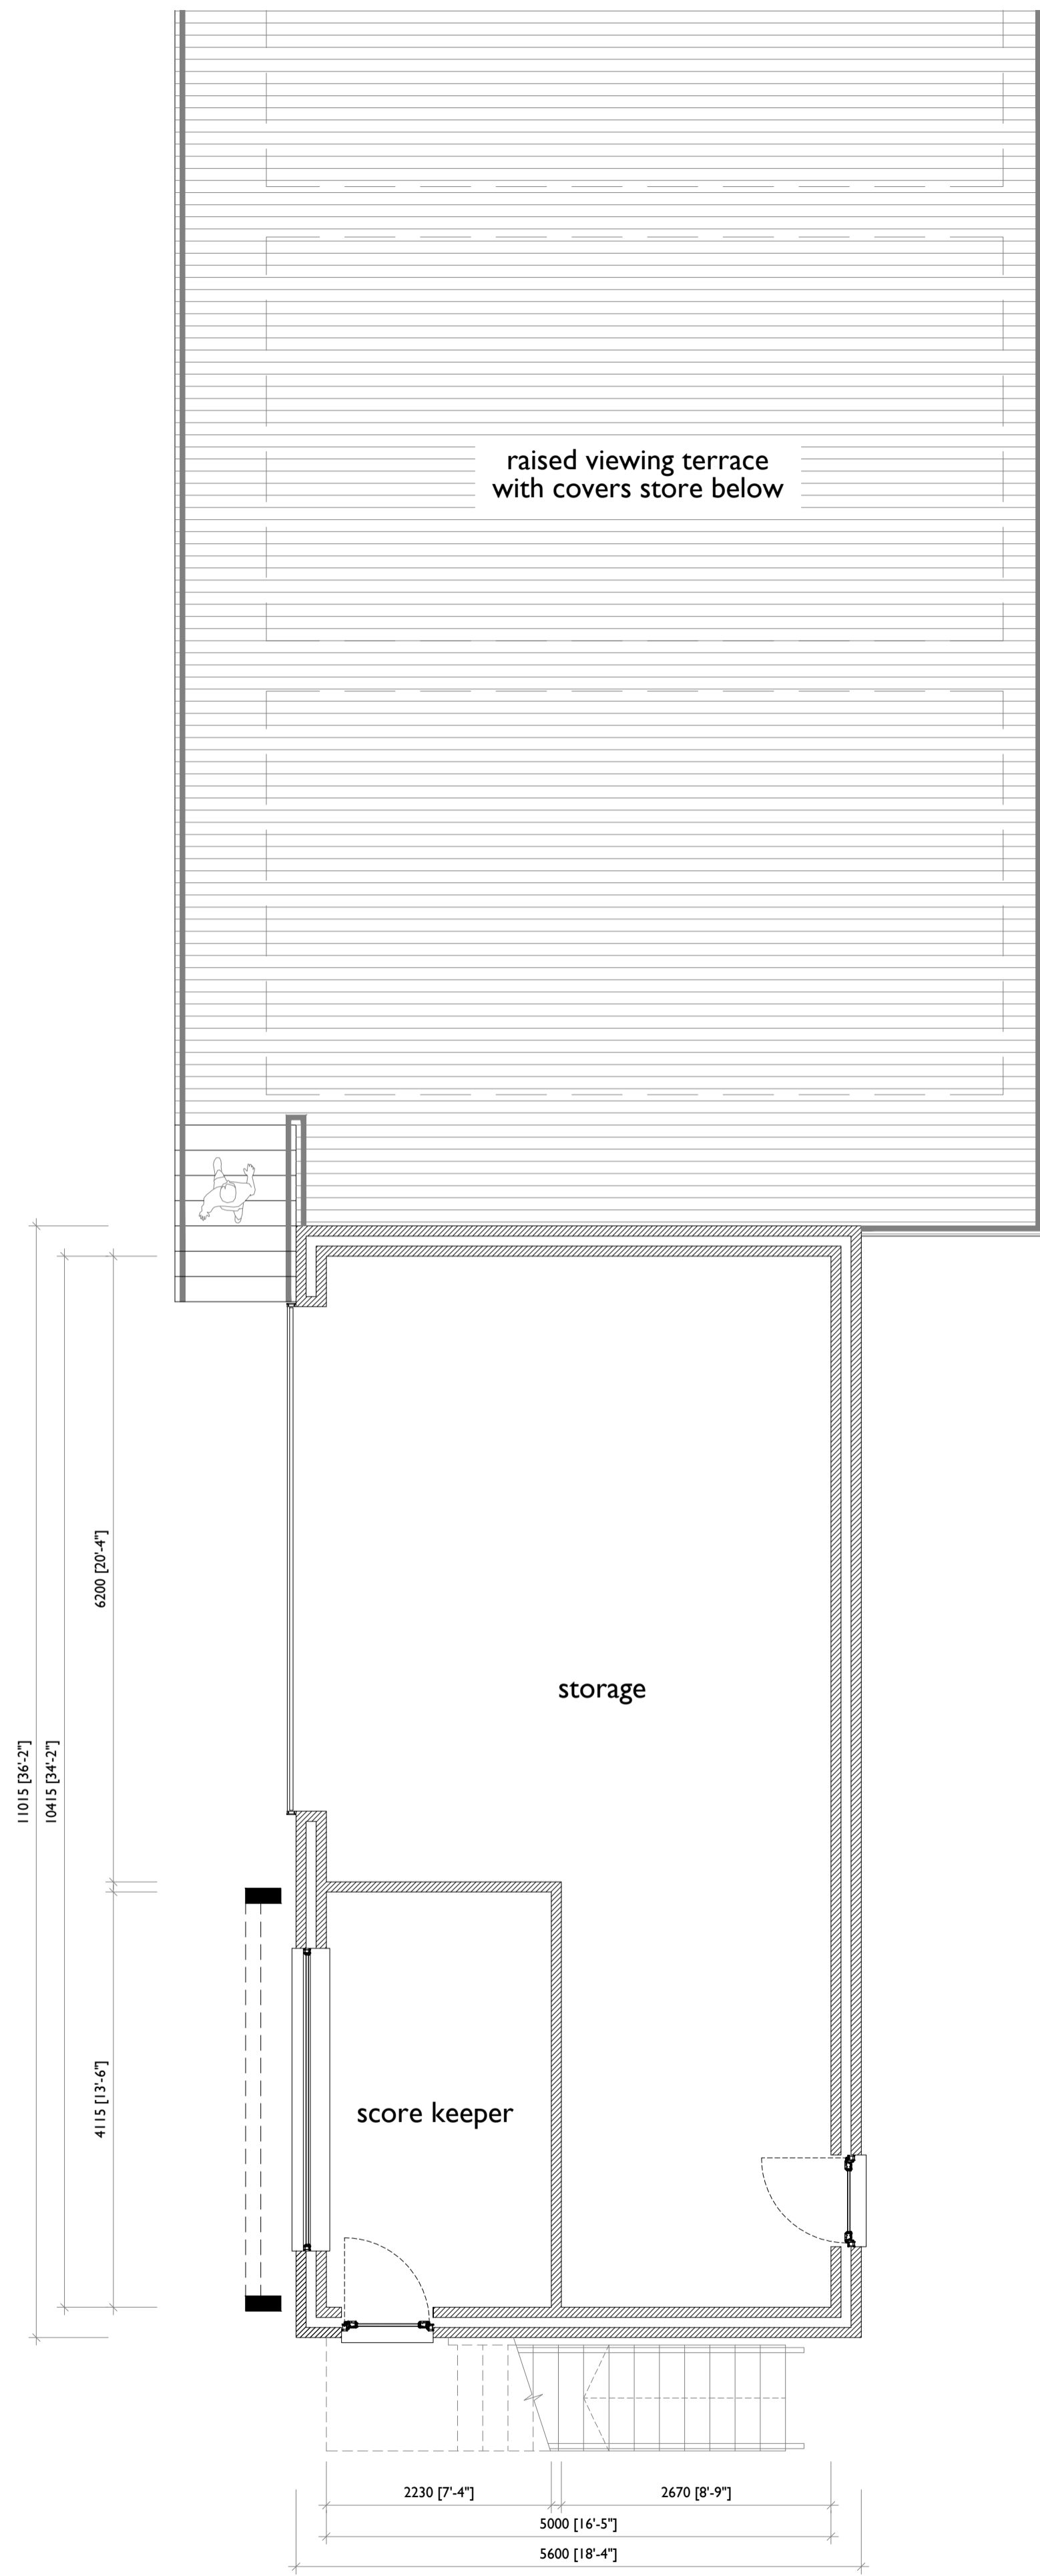 raised viewing terrace
with covers store below
6200 [20'-4"]
storage
11015 [36'-2"]
10415 [34'-2"]
4115 [13'-6"]
score keeper
2230 [7'-4"]
2670 [8'-9"]
5000 [16'-5"]
5600 [18'-4"]